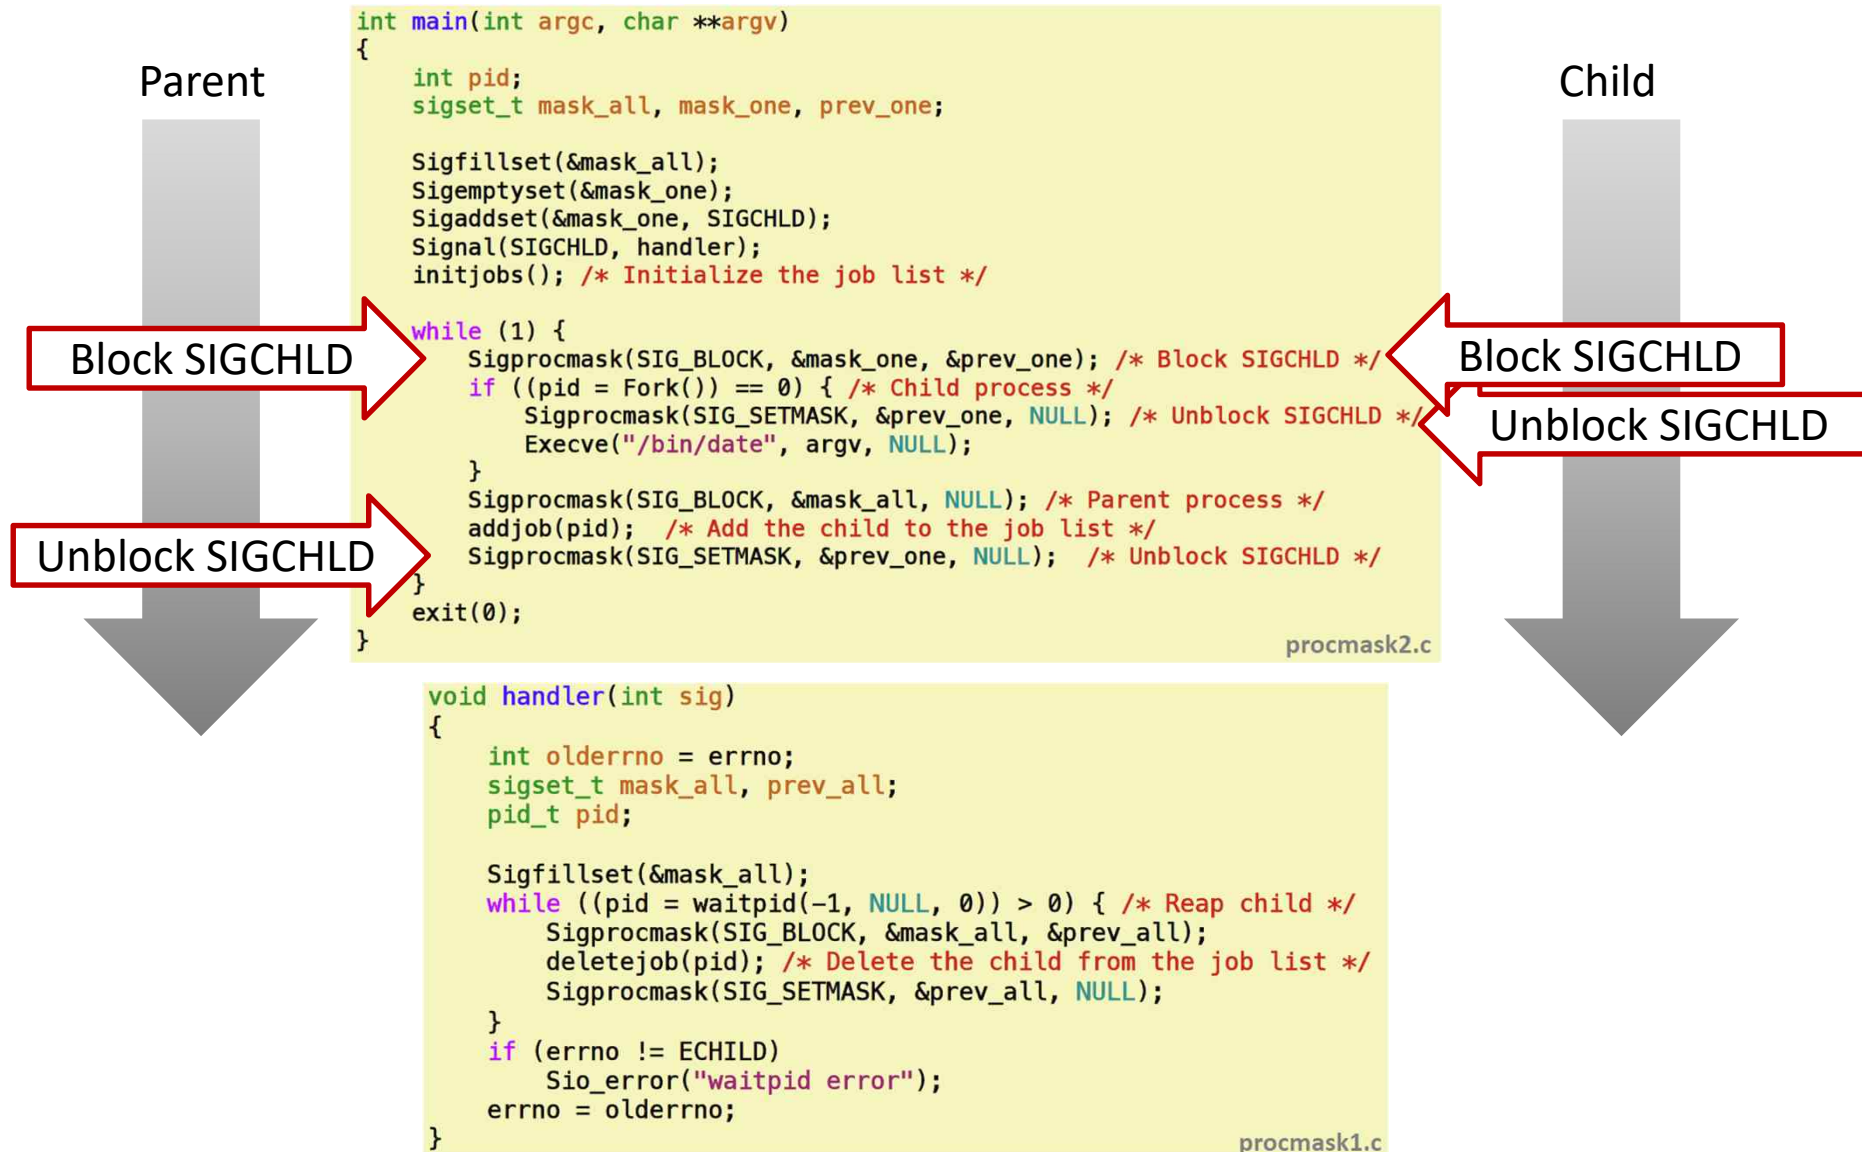 Parent
Child
int main(int argc, char **argv)
{
    int pid;
    sigset_t mask_all, mask_one, prev_one;

    Sigfillset(&mask_all);
    Sigemptyset(&mask_one);
    Sigaddset(&mask_one, SIGCHLD);
    Signal(SIGCHLD, handler);
    initjobs(); /* Initialize the job list */

    while (1) {
        Sigprocmask(SIG_BLOCK, &mask_one, &prev_one); /* Block SIGCHLD */
        if ((pid = Fork()) == 0) { /* Child process */
            Sigprocmask(SIG_SETMASK, &prev_one, NULL); /* Unblock SIGCHLD */
            Execve("/bin/date", argv, NULL);
        }
        Sigprocmask(SIG_BLOCK, &mask_all, NULL); /* Parent process */
        addjob(pid);  /* Add the child to the job list */
        Sigprocmask(SIG_SETMASK, &prev_one, NULL);  /* Unblock SIGCHLD */
    }
    exit(0);
}
procmask2.c
Block SIGCHLD
Unblock SIGCHLD
Block SIGCHLD
Unblock SIGCHLD
void handler(int sig)
{
    int olderrno = errno;
    sigset_t mask_all, prev_all;
    pid_t pid;

    Sigfillset(&mask_all);
    while ((pid = waitpid(-1, NULL, 0)) > 0) { /* Reap child */
        Sigprocmask(SIG_BLOCK, &mask_all, &prev_all);
        deletejob(pid); /* Delete the child from the job list */
        Sigprocmask(SIG_SETMASK, &prev_all, NULL);
    }
    if (errno != ECHILD)
        Sio_error("waitpid error");
    errno = olderrno;
}
procmask1.c